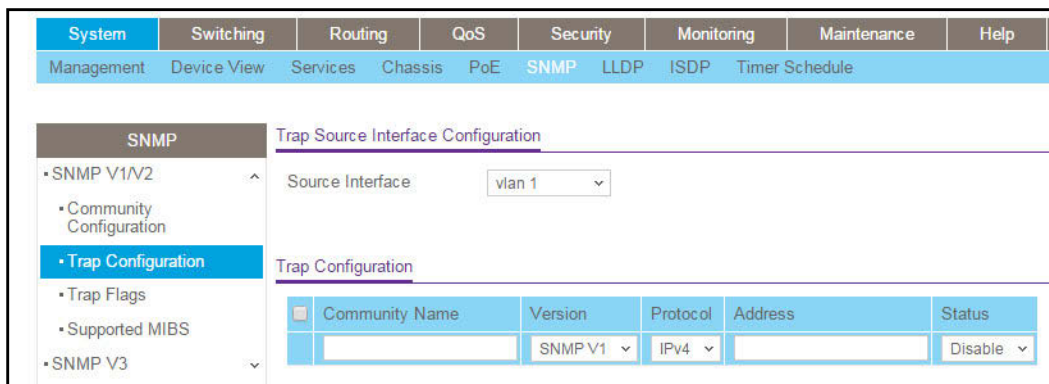 System Switching Routing QoS Security Monitoring Maintenance Help
Management Device View Services Chassis PoE SNMP LLDP ISDP Timer Schedule
SNMP
SNMP V1/V2
Community
Configuration
Trap Configuration
Trap Flags
Supported MIBS
SNMP V3
Trap Source Interface Configuration
Source Interface vlan 1
Trap Configuration
Community Name Version Protocol Address Status
SNMP V1 IPv4 Disable